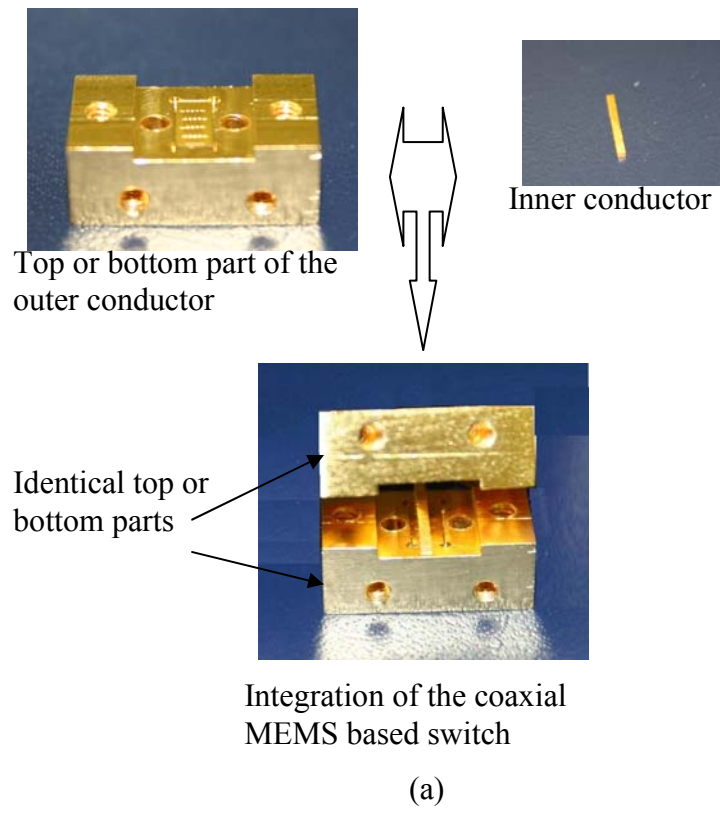 Inner conductor
Top or bottom part of the
outer conductor
Identical top or
bottom parts
Integration of the coaxial
MEMS based switch
(a)